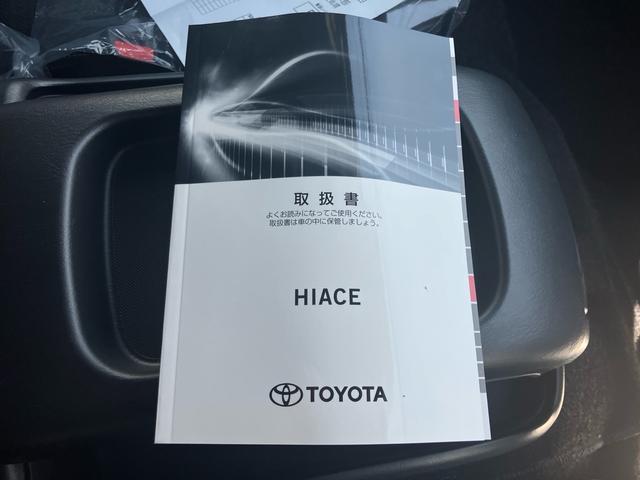 取扱書
よくお読みになってご使用ください。
取扱書は車の中に保管しましょう。
HIACE
TOYOTA